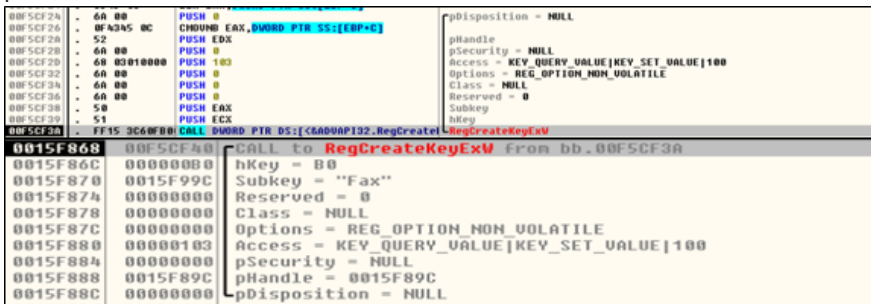 00F5CF24 . 6A 00 PUSH 0 pDisposition = NULL
00F5CF26 . 0F4345 0C CMOVNB EAX,DWORD PTR SS:[EBP+C]
00F5CF2A . 52 PUSH EDX pHandle
00F5CF2B . 6A 00 PUSH 0 pSecurity = NULL
00F5CF2D . 68 03010000 PUSH 103 Access = KEY_QUERY_VALUE|KEY_SET_VALUE|100
00F5CF32 . 6A 00 PUSH 0 Options = REG_OPTION_NON_VOLATILE
00F5CF34 . 6A 00 PUSH 0 Class = NULL
00F5CF36 . 6A 00 PUSH 0 Reserved = 0
00F5CF38 . 50 PUSH EAX Subkey
00F5CF39 . 51 PUSH ECX hKey
00F5CF3A . FF15 3C60FB0 CALL DWORD PTR DS:[<&ADVAPI32.RegCreateK RegCreateKeyExW
0015F868 00F5CF40 CALL to RegCreateKeyExW from bb.00F5CF3A
0015F86C 000000B0 hKey = B0
0015F870 0015F99C Subkey = "Fax"
0015F874 00000000 Reserved = 0
0015F878 00000000 Class = NULL
0015F87C 00000000 Options = REG_OPTION_NON_VOLATILE
0015F880 00000103 Access = KEY_QUERY_VALUE|KEY_SET_VALUE|100
0015F884 00000000 pSecurity = NULL
0015F888 0015F89C pHandle = 0015F89C
0015F88C 00000000 pDisposition = NULL